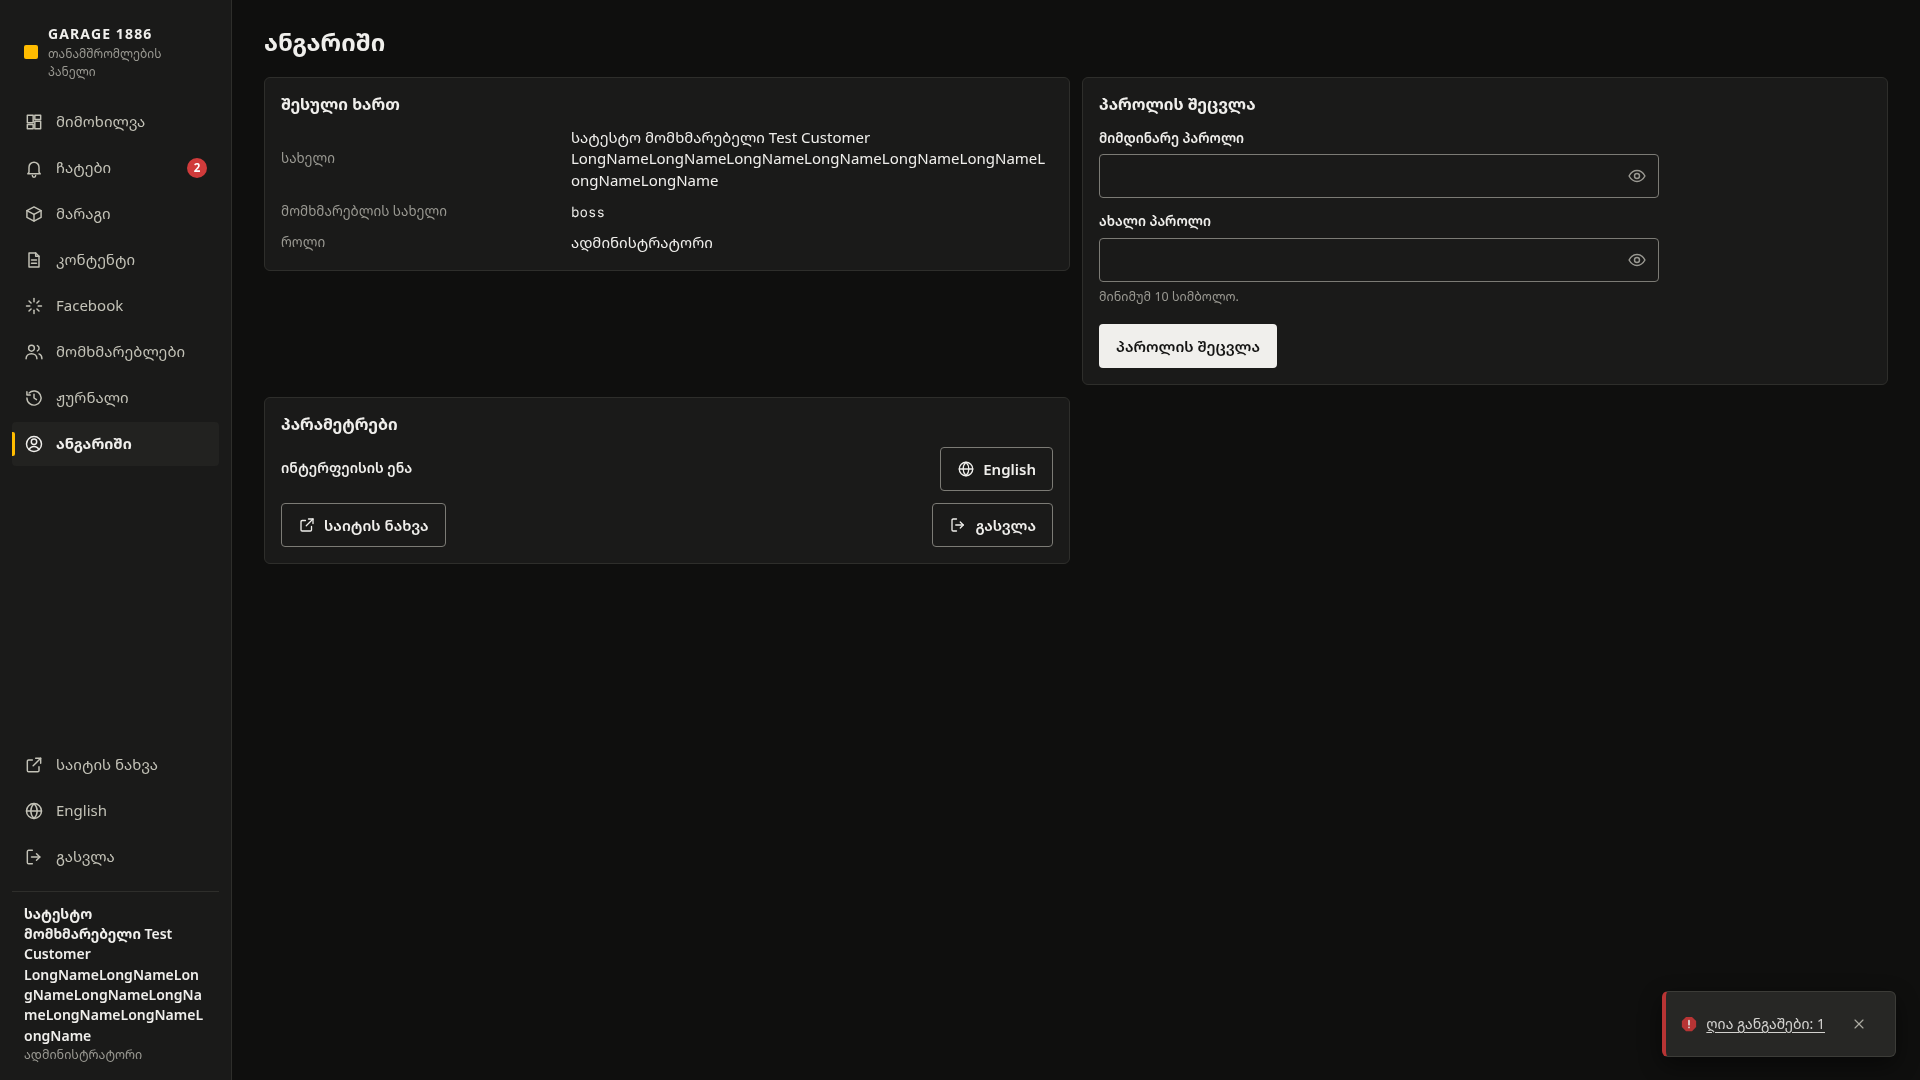 GARAGE 1886
თანამშრომლების
პანელი
მიმოხილვა
ჩატები
2
მარაგი
კონტენტი
Facebook
მომხმარებლები
ჟურნალი
ანგარიში
საიტის ნახვა
English
გასვლა
სატესტო
მომხმარებელი Test
Customer
LongNameLongNameLon
gNameLongNameLongNa
meLongNameLongNameL
ongName
ადმინისტრატორი
ანგარიში
შესული ხართ
სახელი
სატესტო მომხმარებელი Test Customer
LongNameLongNameLongNameLongNameLongNameLongNameL
ongNameLongName
მომხმარებლის სახელი
boss
როლი
ადმინისტრატორი
პაროლის შეცვლა
მიმდინარე პაროლი
ახალი პაროლი
მინიმუმ 10 სიმბოლო.
პაროლის შეცვლა
პარამეტრები
ინტერფეისის ენა
English
საიტის ნახვა
გასვლა
ღია განგაშები: 1